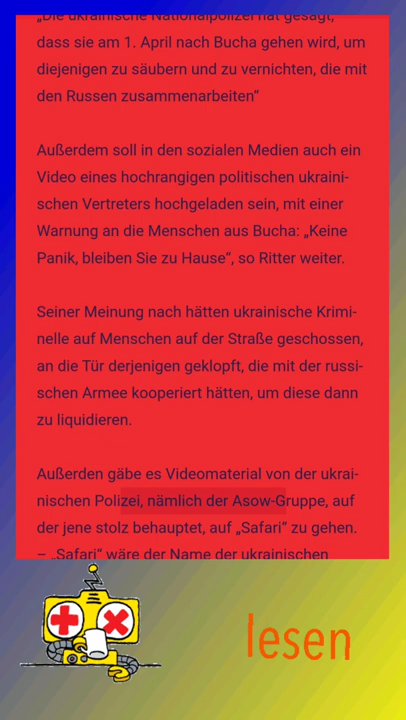 „Die ukrainische Nationalpolizei hat gesagt,
dass sie am 1. April nach Bucha gehen wird, um
diejenigen zu säubern und zu vernichten, die mit
den Russen zusammenarbeiten“
Außerdem soll in den sozialen Medien auch ein
Video eines hochrangigen politischen ukraini-
schen Vertreters hochgeladen sein, mit einer
Warnung an die Menschen aus Bucha: „Keine
Panik, bleiben Sie zu Hause“, so Ritter weiter.
Seiner Meinung nach hätten ukrainische Krimi-
nelle auf Menschen auf der Straße geschossen,
an die Tür derjenigen geklopft, die mit der russi-
schen Armee kooperiert hätten, um diese dann
zu liquidieren.
Außerden gäbe es Videomaterial von der ukrai-
nischen Polizei, nämlich der Asow-Gruppe, auf
der jene stolz behauptet, auf „Safari“ zu gehen.
– „Safari“ wäre der Name der ukrainischen
lesen